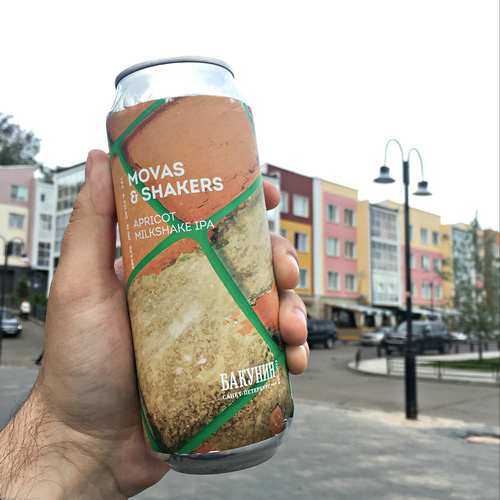 MOVAS
& SHAKERS
APRICOT
MILKSHAKE IPA
БАКУНИН
САНКТ-ПЕТЕРБУРГ